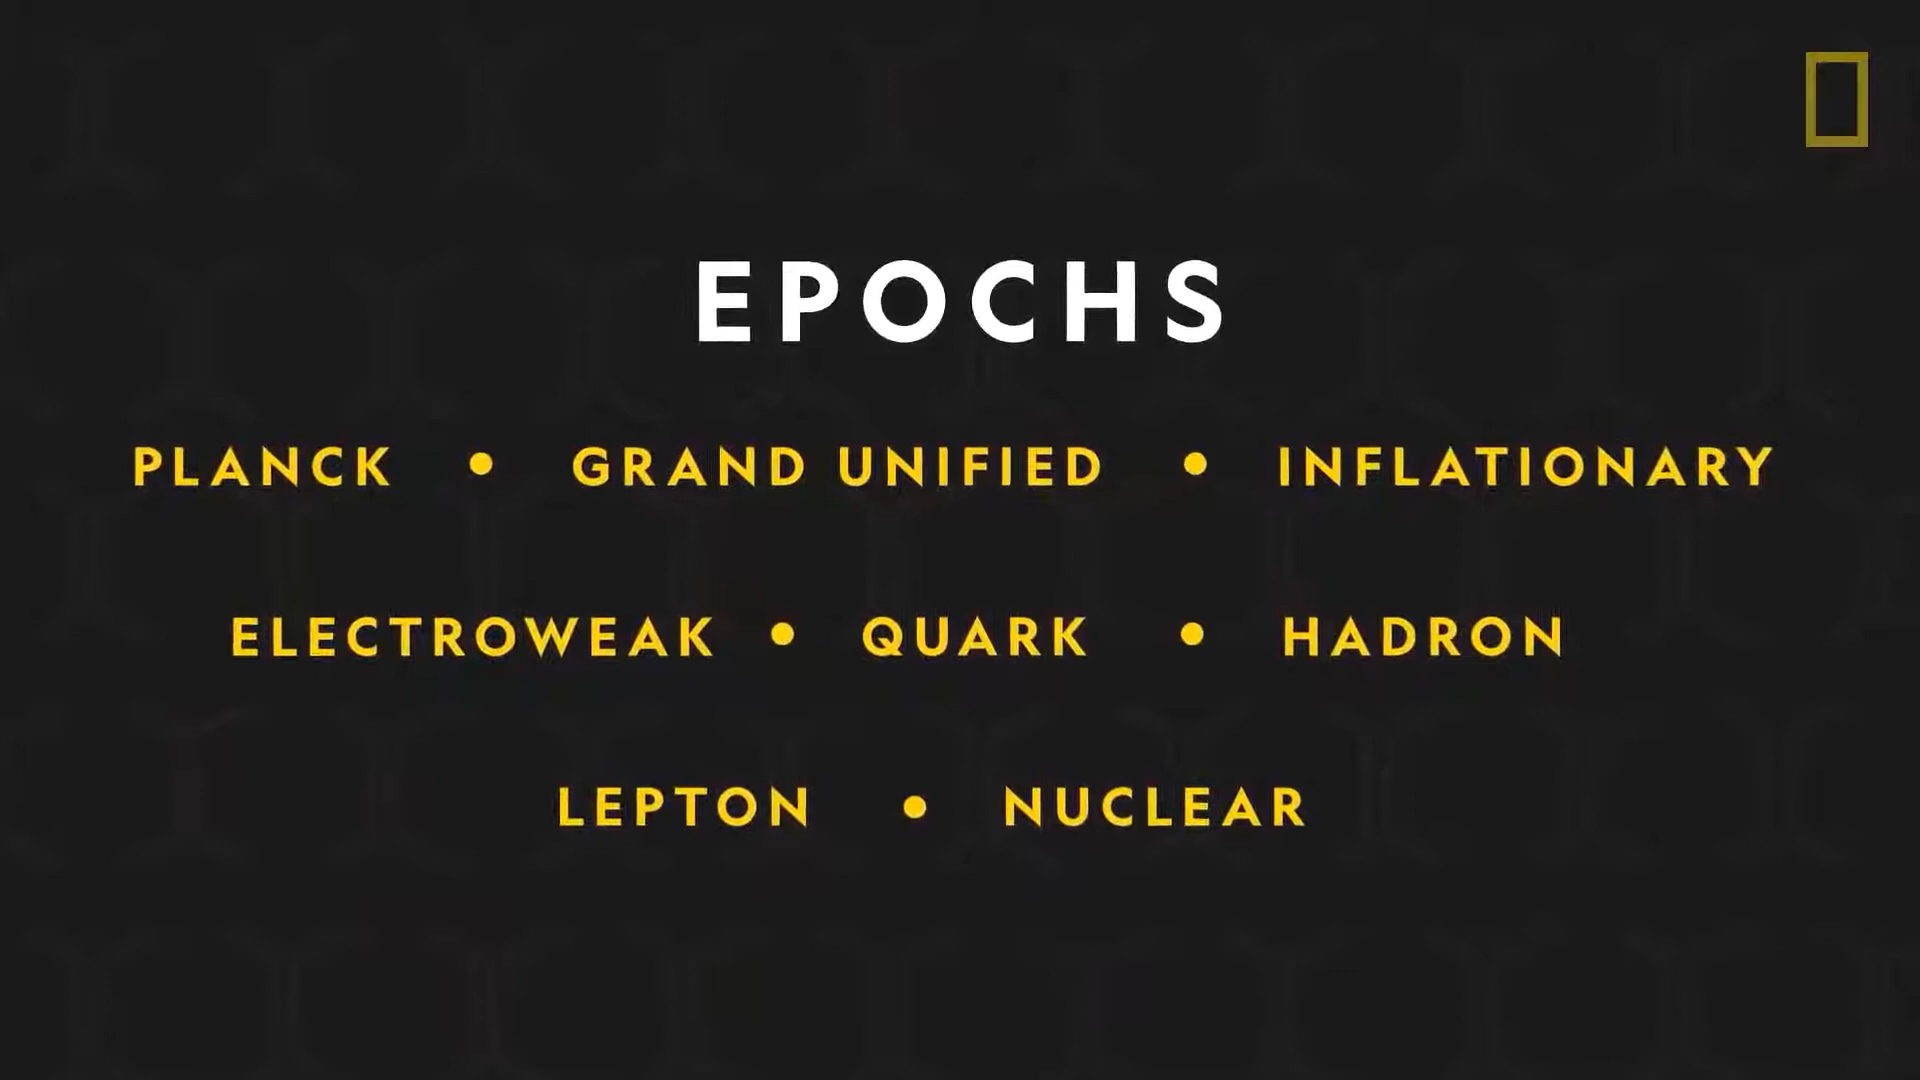 EPOCHS
PLANCK • GRAND UNIFIED • INFLATIONARY
ELECTROWEAK • QUARK • HADRON
LEPTON • NUCLEAR